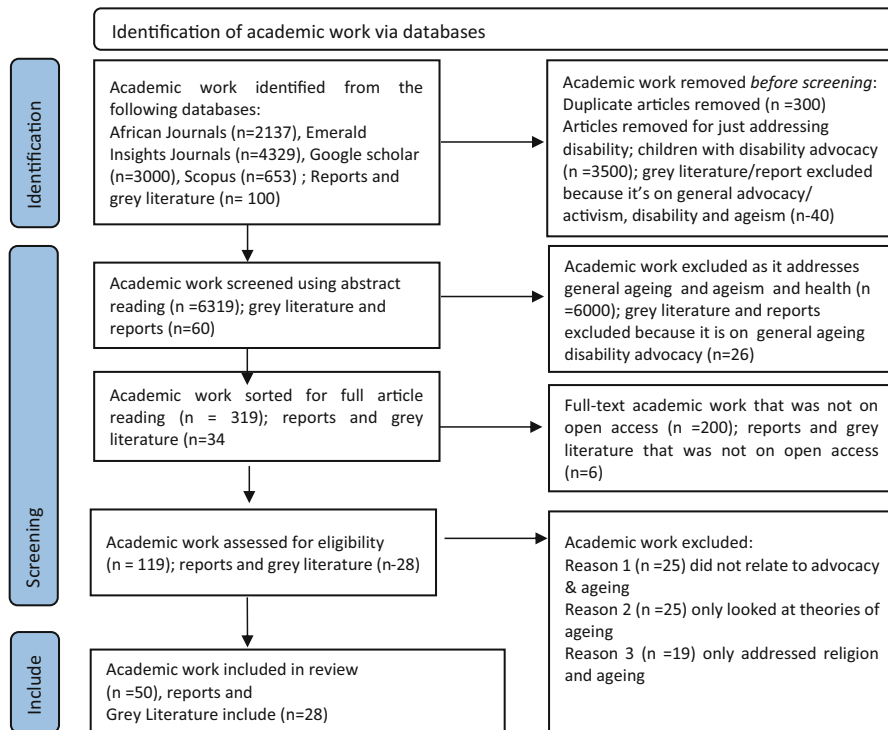 Identification of academic work via databases
Identification
Academic work identified from the
following databases:
African Journals (n=2137), Emerald
Insights Journals (n=4329), Google scholar
(n=3000), Scopus (n=653) ; Reports and
grey literature (n= 100)
Academic work removed before screening:
Duplicate articles removed (n =300)
Articles removed for just addressing
disability; children with disability advocacy
(n =3500); grey literature/report excluded
because it's on general advocacy/
activism, disability and ageism (n-40)
Screening
Academic work screened using abstract
reading (n =6319); grey literature and
reports (n=60)
Academic work excluded as it addresses
general ageing and ageism and health (n
=6000); grey literature and reports
excluded because it is on general ageing
disability advocacy (n=26)
Academic work sorted for full article
reading (n = 319); reports and grey
literature (n=34
Full-text academic work that was not on
open access (n =200); reports and grey
literature that was not on open access
(n=6)
Academic work assessed for eligibility
(n = 119); reports and grey literature (n-28)
Academic work excluded:
Reason 1 (n =25) did not relate to advocacy
& ageing
Reason 2 (n =25) only looked at theories of
ageing
Reason 3 (n =19) only addressed religion
and ageing
Include
Academic work included in review
(n =50), reports and
Grey Literature include (n=28)